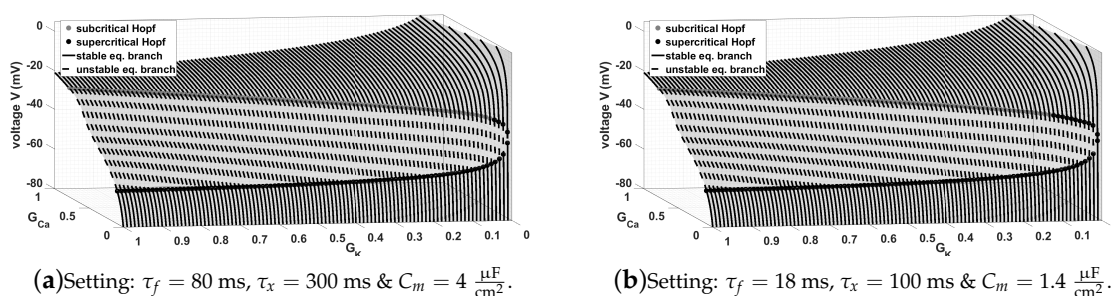 0
-20
-40
-60
-80
voltage V (mV)
subcritical Hopf
supercritical Hopf
stable eq. branch
unstable eq. branch
1
0.5
0
G_Ca
1 0.9 0.8 0.7 0.6 0.5 0.4 0.3 0.2 0.1 0
G_K
(a) Setting: τ_f = 80 ms, τ_x = 300 ms & C_m = 4 μF/cm².
0
-20
-40
-60
-80
voltage V (mV)
subcritical Hopf
supercritical Hopf
stable eq. branch
unstable eq. branch
1
0.5
0
G_Ca
1 0.9 0.8 0.7 0.6 0.5 0.4 0.3 0.2 0.1 0
G_K
(b) Setting: τ_f = 18 ms, τ_x = 100 ms & C_m = 1.4 μF/cm².